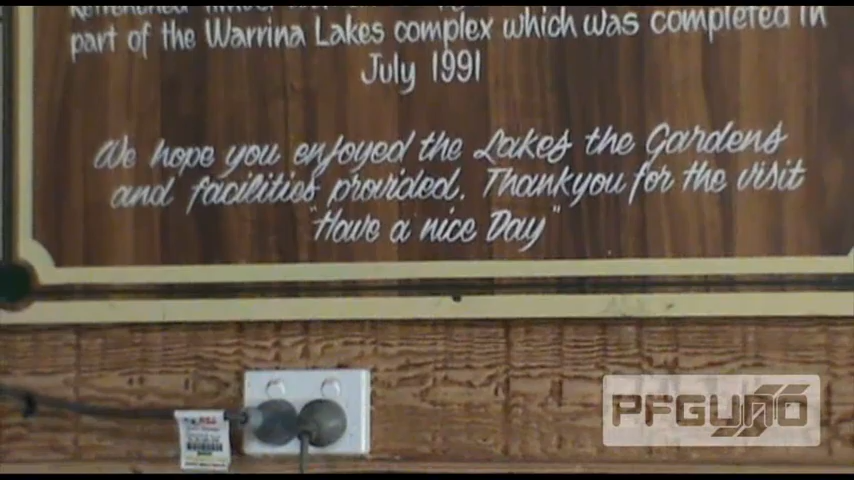 part of the Warrina Lakes complex which was completed in
July 1991
We hope you enjoyed the Lakes the Gardens
and facilities provided. Thankyou for the visit
"Have a nice Day"
PFGUNO